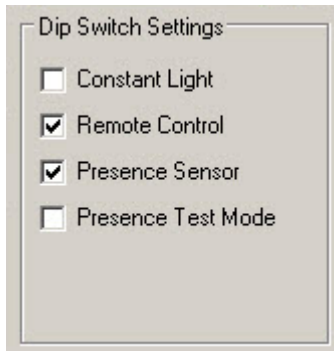 Dip Switch Settings
Constant Light
Remote Control
Presence Sensor
Presence Test Mode